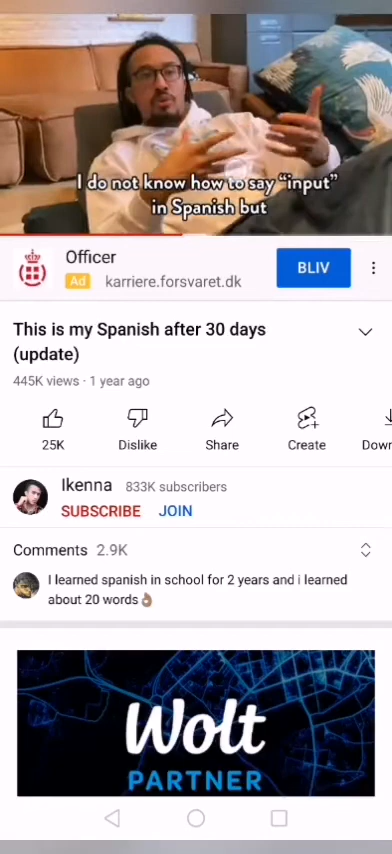 I do not know how to say “input”
in Spanish but
Officer
Ad karriere.forsvaret.dk
BLIV
This is my Spanish after 30 days
(update)
445K views · 1 year ago
25K Dislike Share Create Down
Ikenna 833K subscribers
SUBSCRIBE JOIN
Comments 2.9K
I learned spanish in school for 2 years and i learned
about 20 words👌🏽
Wolt
PARTNER